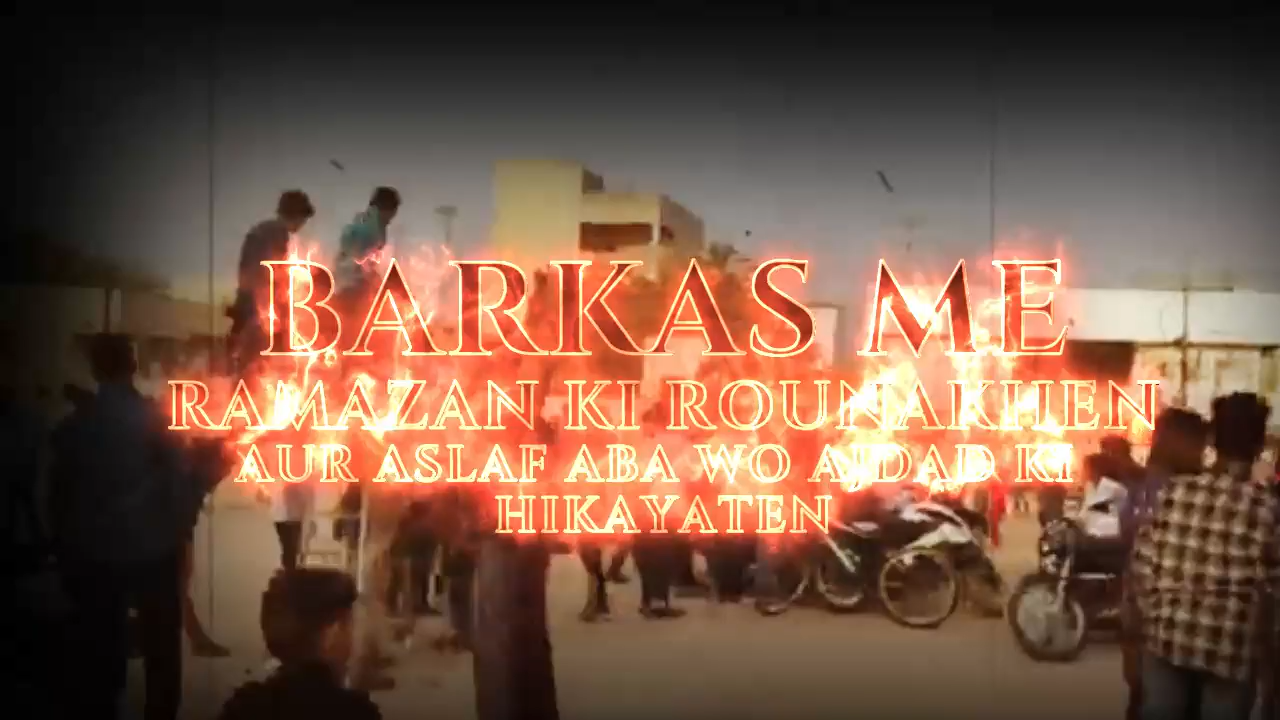 BARKAS ME
RAMAZAN KI ROUNAKHEN
AUR ASLAF ABA WO AJDAD KI
HIKAYATEN